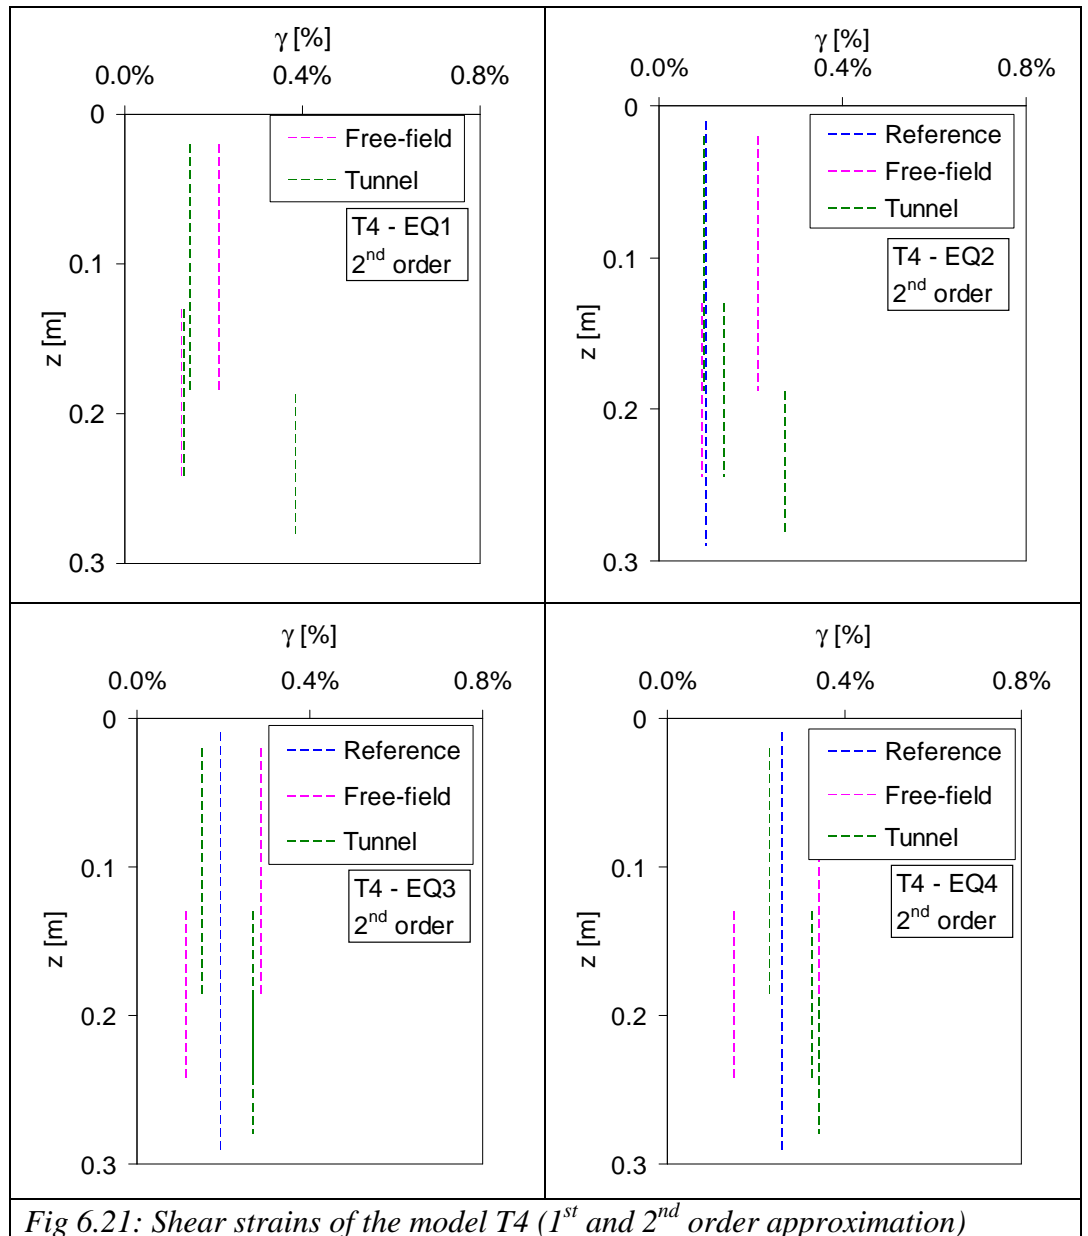 γ [%]
0.0% 0.4% 0.8%
0
0.1
0.2
0.3
z [m]
Free-field
Tunnel
T4 - EQ1
2nd order
γ [%]
0.0% 0.4% 0.8%
0
0.1
0.2
0.3
z [m]
Reference
Free-field
Tunnel
T4 - EQ2
2nd order
γ [%]
0.0% 0.4% 0.8%
0
0.1
0.2
0.3
z [m]
Reference
Free-field
Tunnel
T4 - EQ3
2nd order
γ [%]
0.0% 0.4% 0.8%
0
0.1
0.2
0.3
z [m]
Reference
Free-field
Tunnel
T4 - EQ4
2nd order
Fig 6.21: Shear strains of the model T4 (1st and 2nd order approximation)